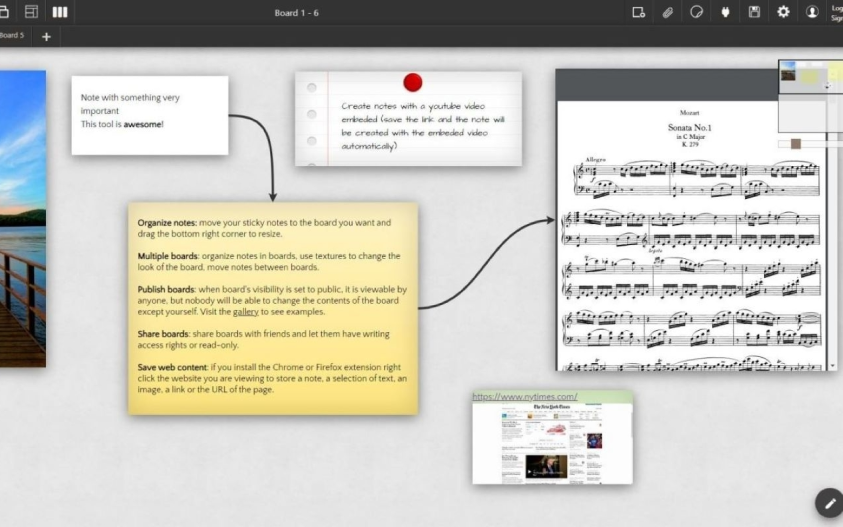 Board 1 - 6
Log
Sign
Board 5
+
Note with something very
important
This tool is awesome!
Create notes with a youtube video
embeded (save the link and the note will
be created with the embeded video
automatically)
Organize notes: move your sticky notes to the board you want and
drag the bottom right corner to resize.
Multiple boards: organize notes in boards, use textures to change the
look of the board, move notes between boards.
Publish boards: when board's visibility is set to public, it is viewable by
anyone, but nobody will be able to change the contents of the board
except yourself. Visit the gallery to see examples.
Share boards: share boards with friends and let them have writing
access rights or read-only.
Save web content: if you install the Chrome or Firefox extension right
click the website you are viewing to store a note, a selection of text, an
image, a link or the URL of the page.
Mozart
Sonata No.1
in C Major
K. 279
Allegro
legato
https://www.nytimes.com/
The New York Times